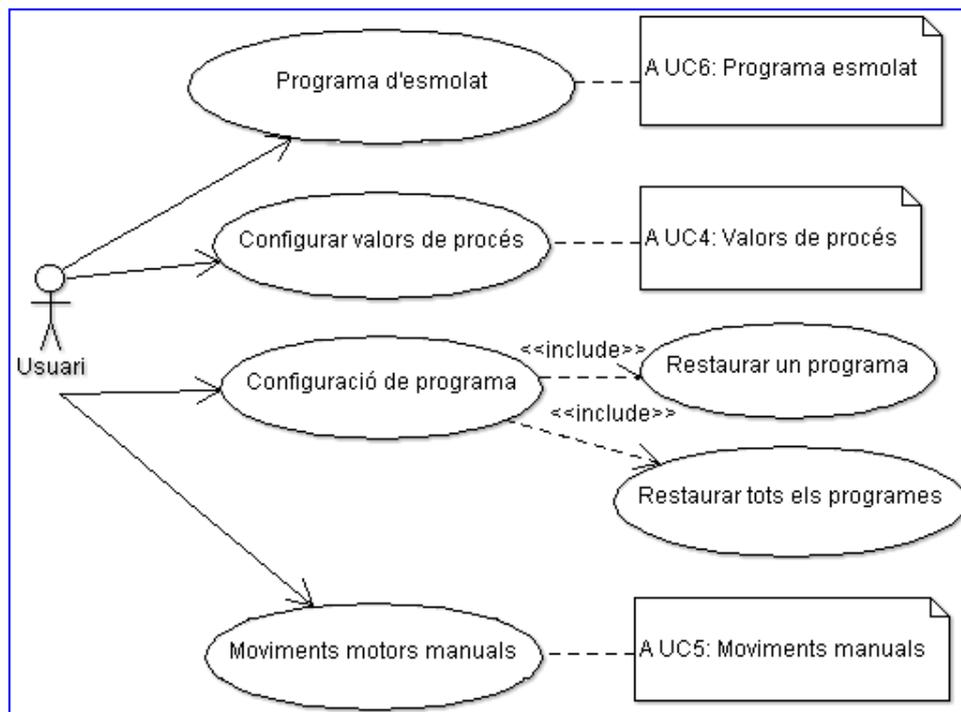 Programa d'esmolat
A UC6: Programa esmolat
Configurar valors de procés
A UC4: Valors de procés
Usuari
Configuració de programa
<<include>>
Restaurar un programa
<<include>>
Restaurar tots els programes
Moviments motors manuals
A UC5: Moviments manuals